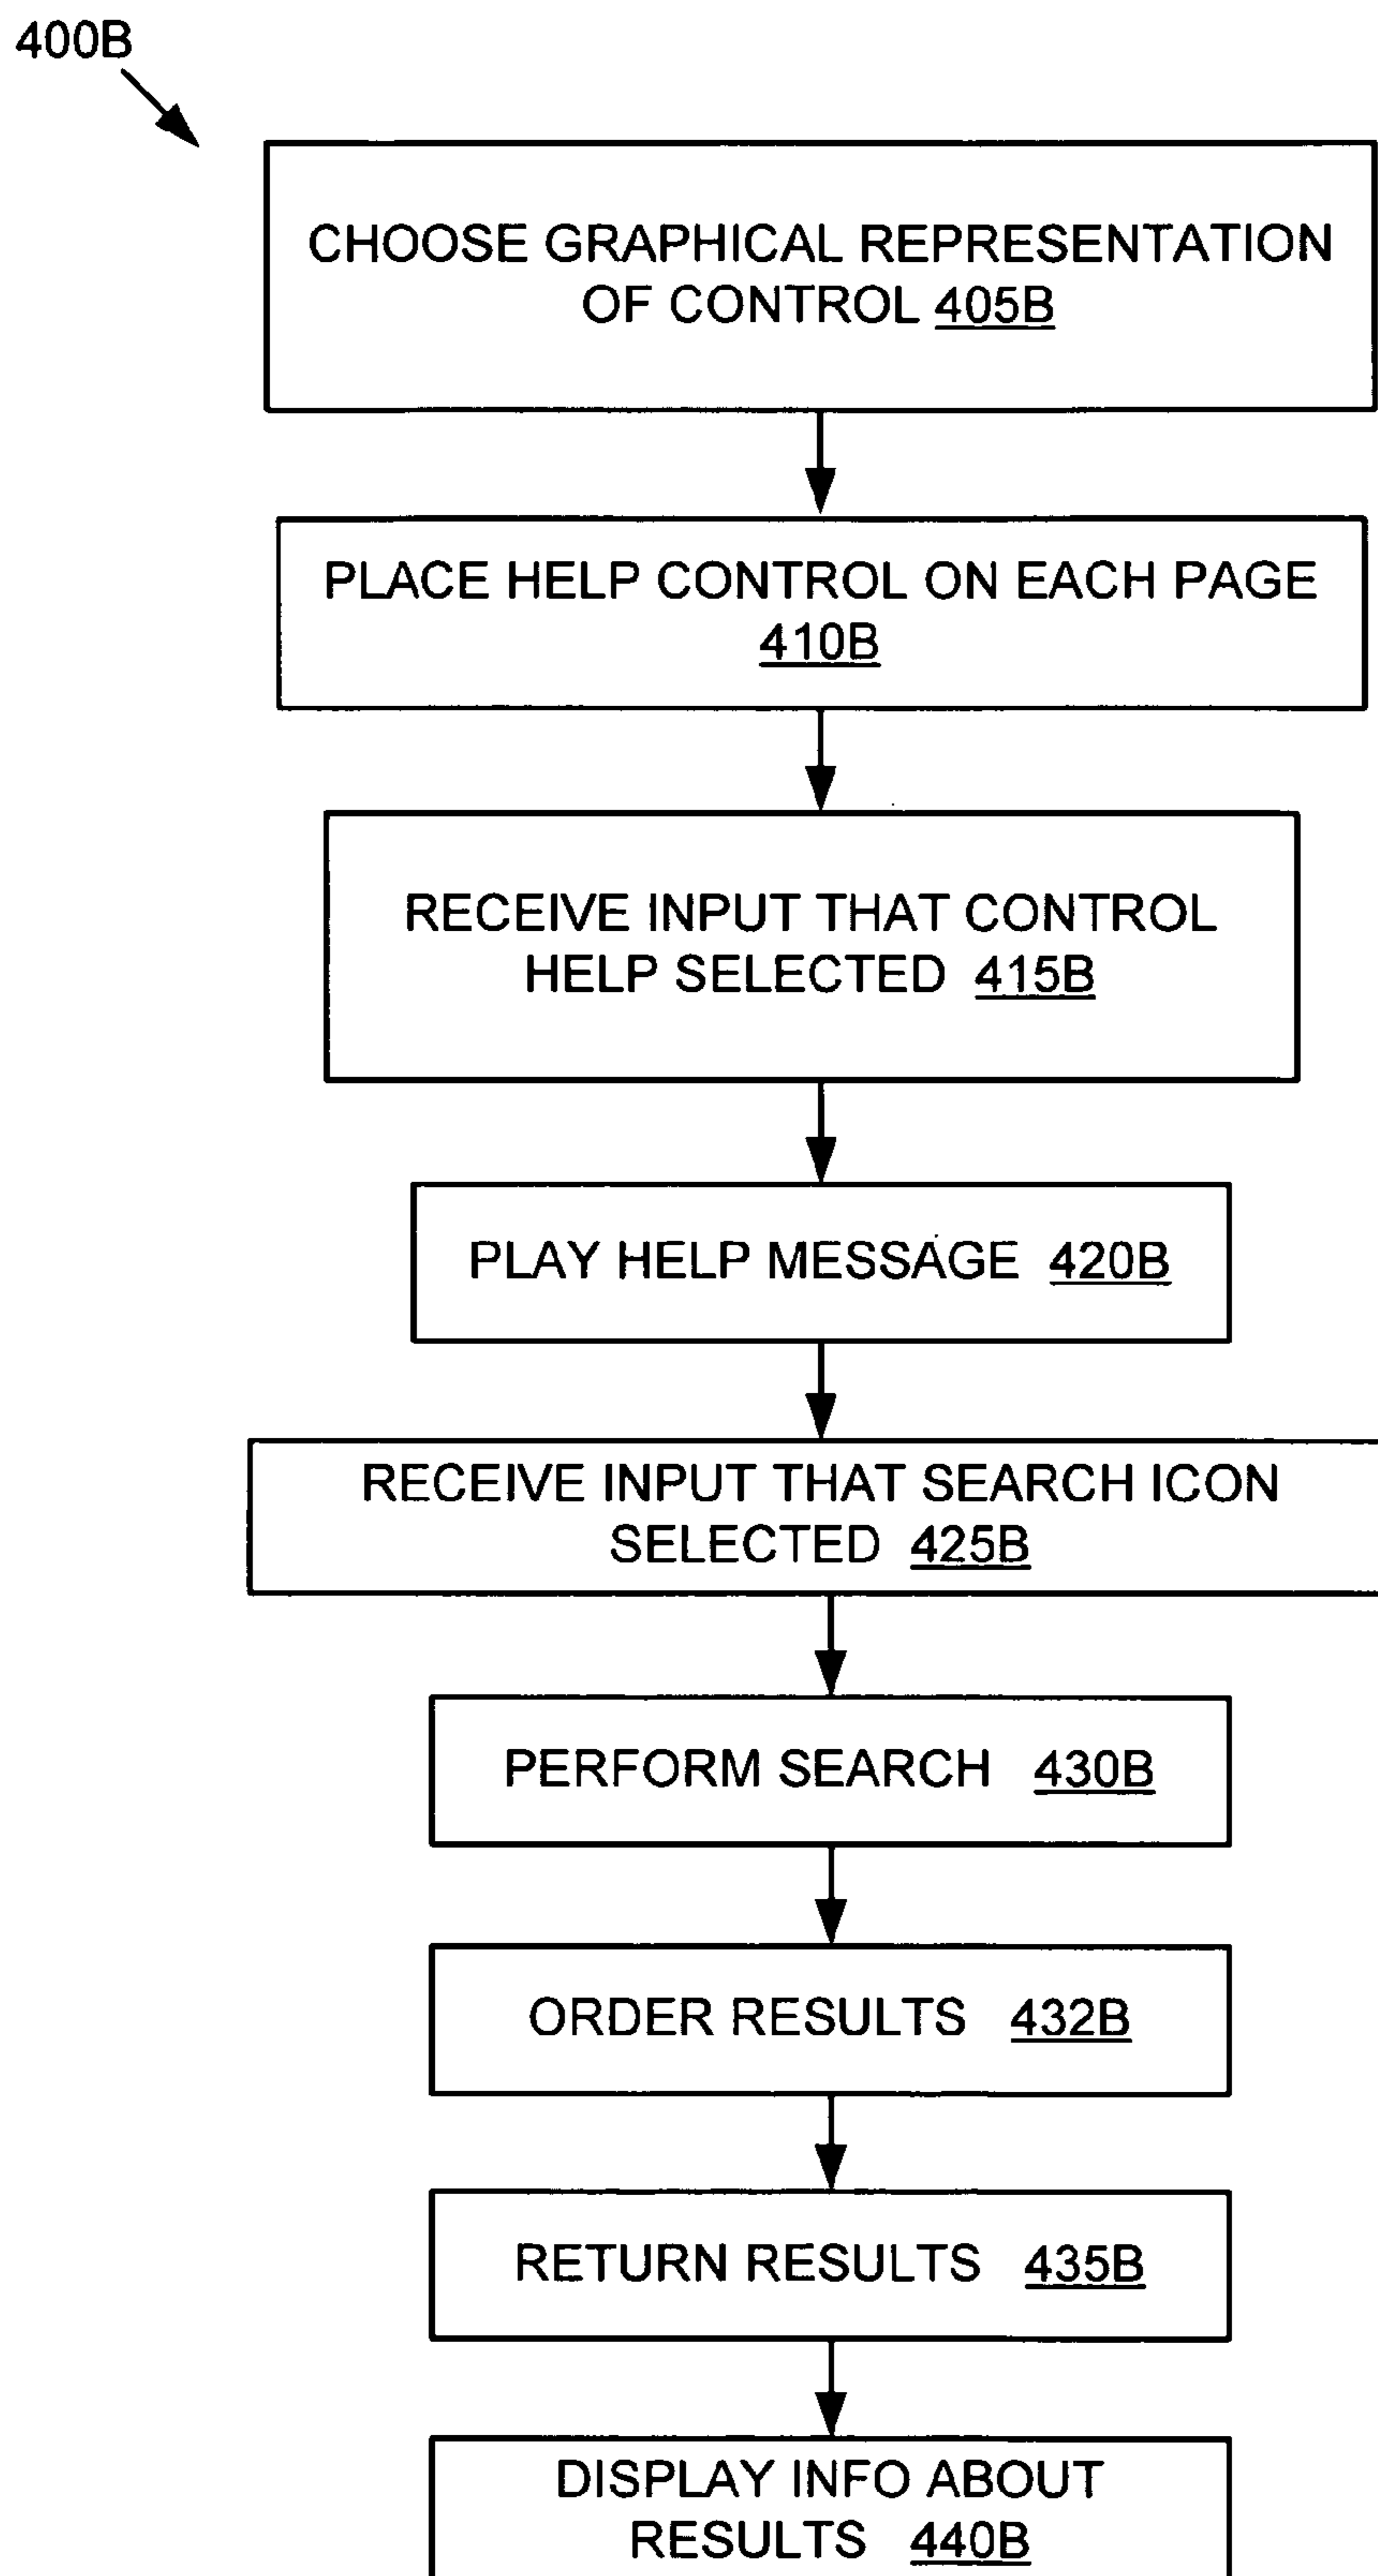 400B
CHOOSE GRAPHICAL REPRESENTATION
OF CONTROL 405B
PLACE HELP CONTROL ON EACH PAGE
410B
RECEIVE INPUT THAT CONTROL
HELP SELECTED 415B
PLAY HELP MESSAGE 420B
RECEIVE INPUT THAT SEARCH ICON
SELECTED 425B
PERFORM SEARCH 430B
ORDER RESULTS 432B
RETURN RESULTS 435B
DISPLAY INFO ABOUT
RESULTS 440B